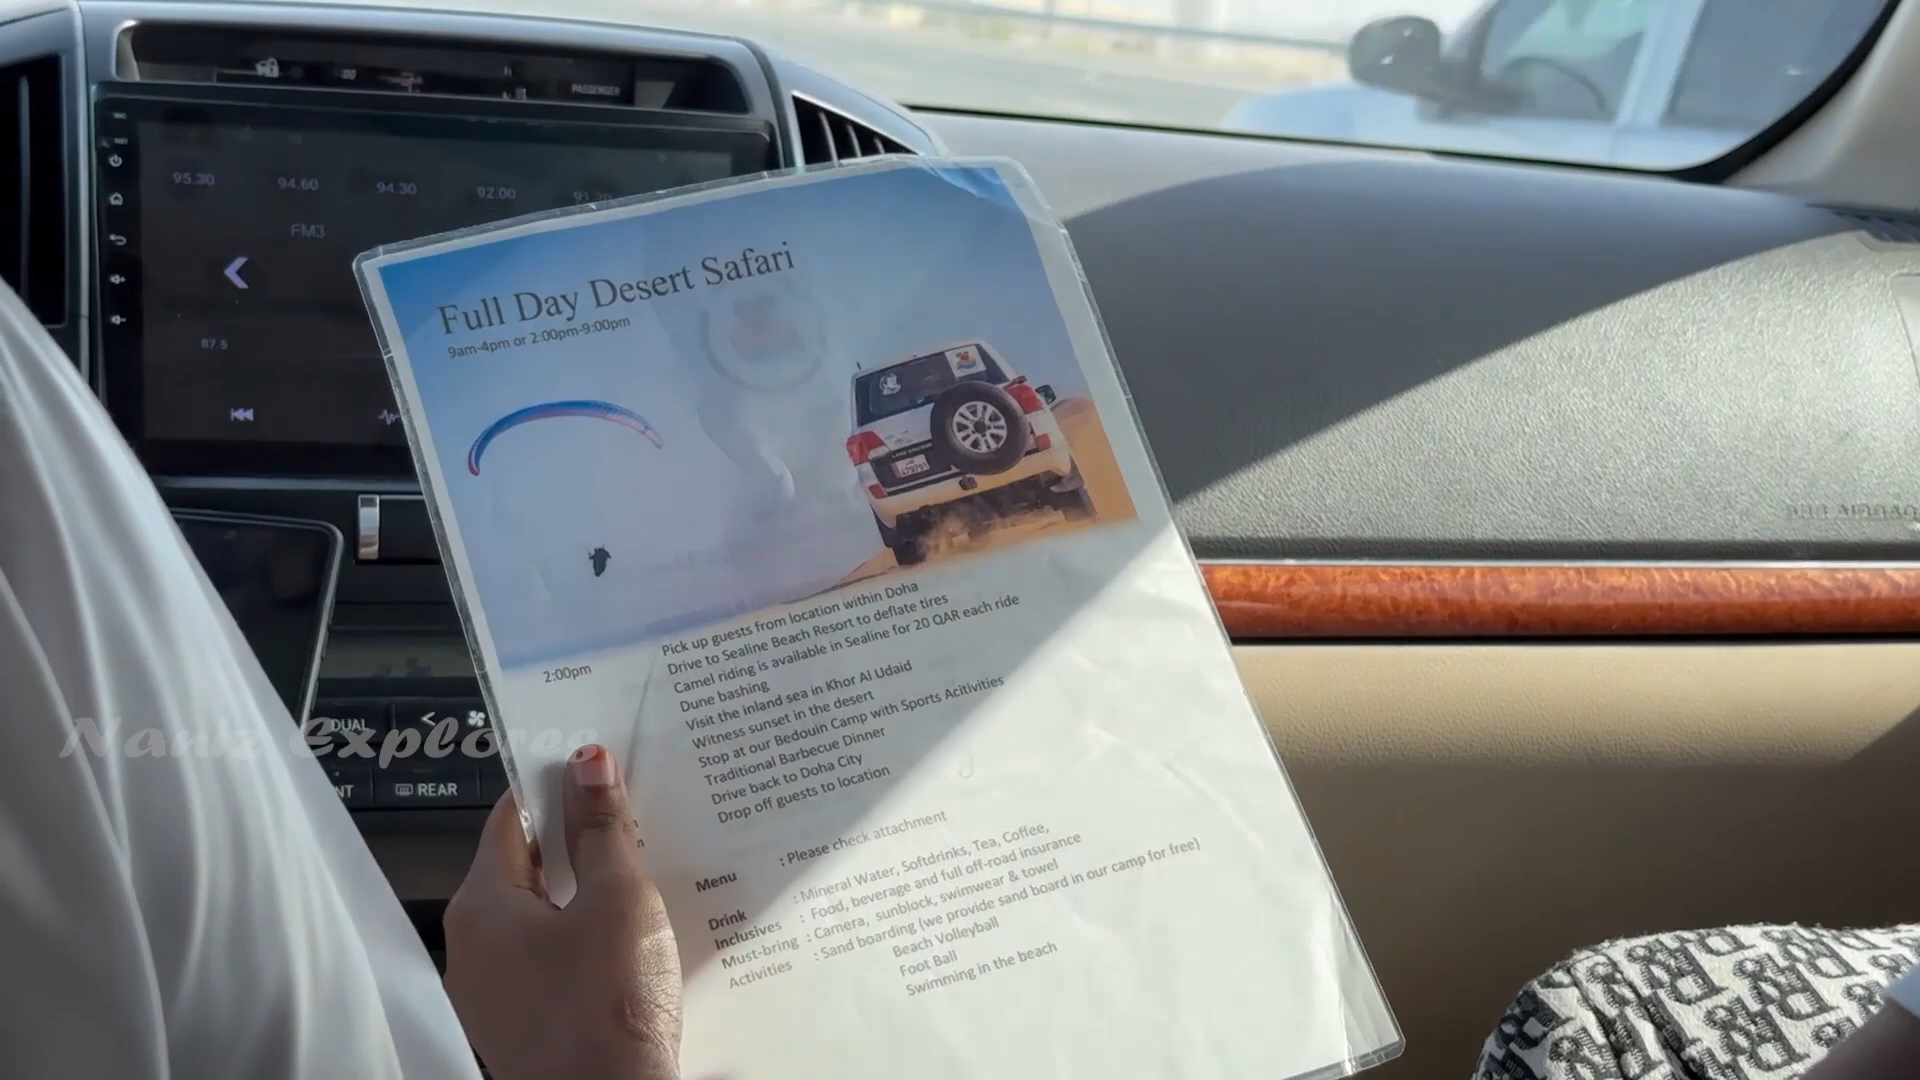 PASSENGER
95.30 94.60 94.30 92.00 91.70
FM3
87.5
Full Day Desert Safari
9am-4pm or 2:00pm-9:00pm
LAND CRUISER
2:00pm
Pick up guests from location within Doha
Drive to Sealine Beach Resort to deflate tires
Camel riding is available in Sealine for 20 QAR each ride
Dune bashing
Visit the inland sea in Khor Al Udaid
Witness sunset in the desert
Stop at our Bedouin Camp with Sports Acitivities
Traditional Barbecue Dinner
Drive back to Doha City
Drop off guests to location
Menu : Please check attachment
Drink : Mineral Water, Softdrinks, Tea, Coffee,
Inclusives : Food, beverage and full off-road insurance
Must-bring : Camera, sunblock, swimwear & towel
Activities : Sand boarding (we provide sand board in our camp for free)
Beach Volleyball
Foot Ball
Swimming in the beach
DUAL
REAR
Naniz Explores
SRS AIRBAG